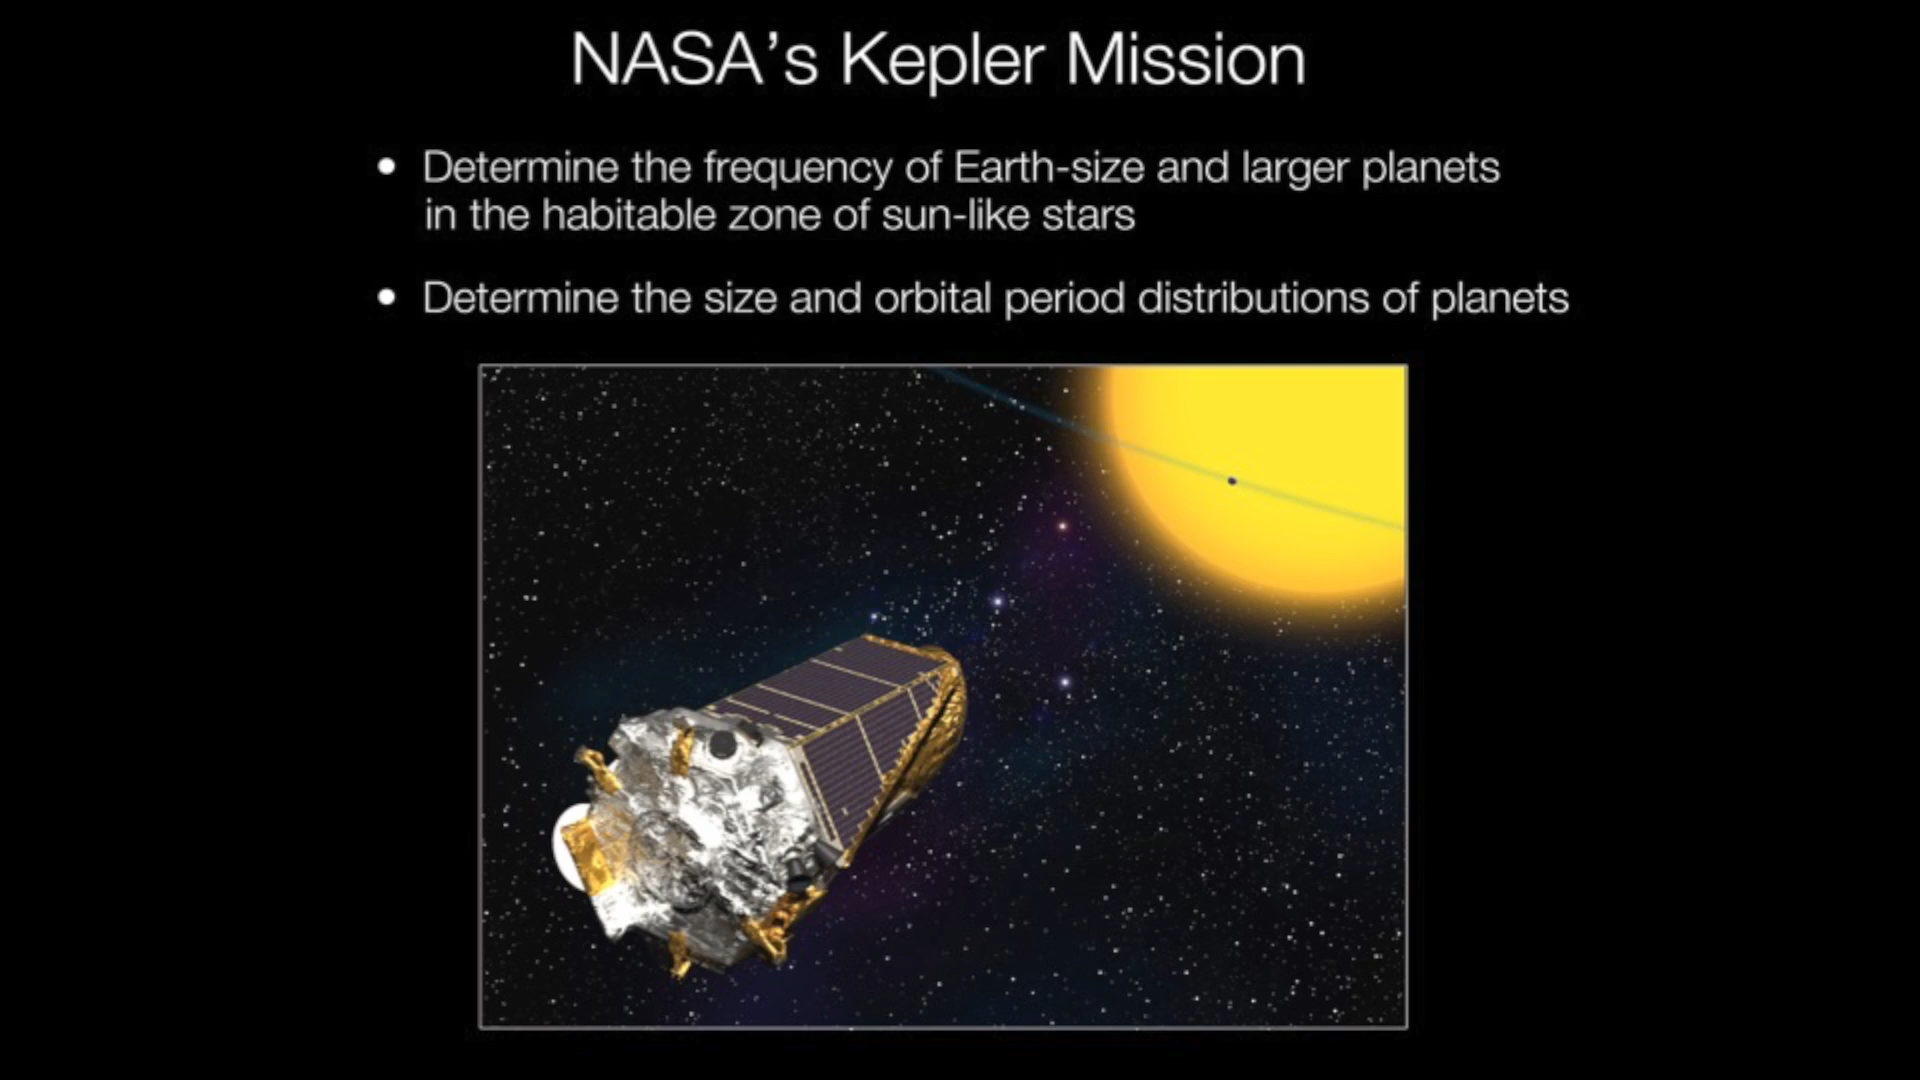 NASA's Kepler Mission
• Determine the frequency of Earth-size and larger planets
in the habitable zone of sun-like stars
• Determine the size and orbital period distributions of planets